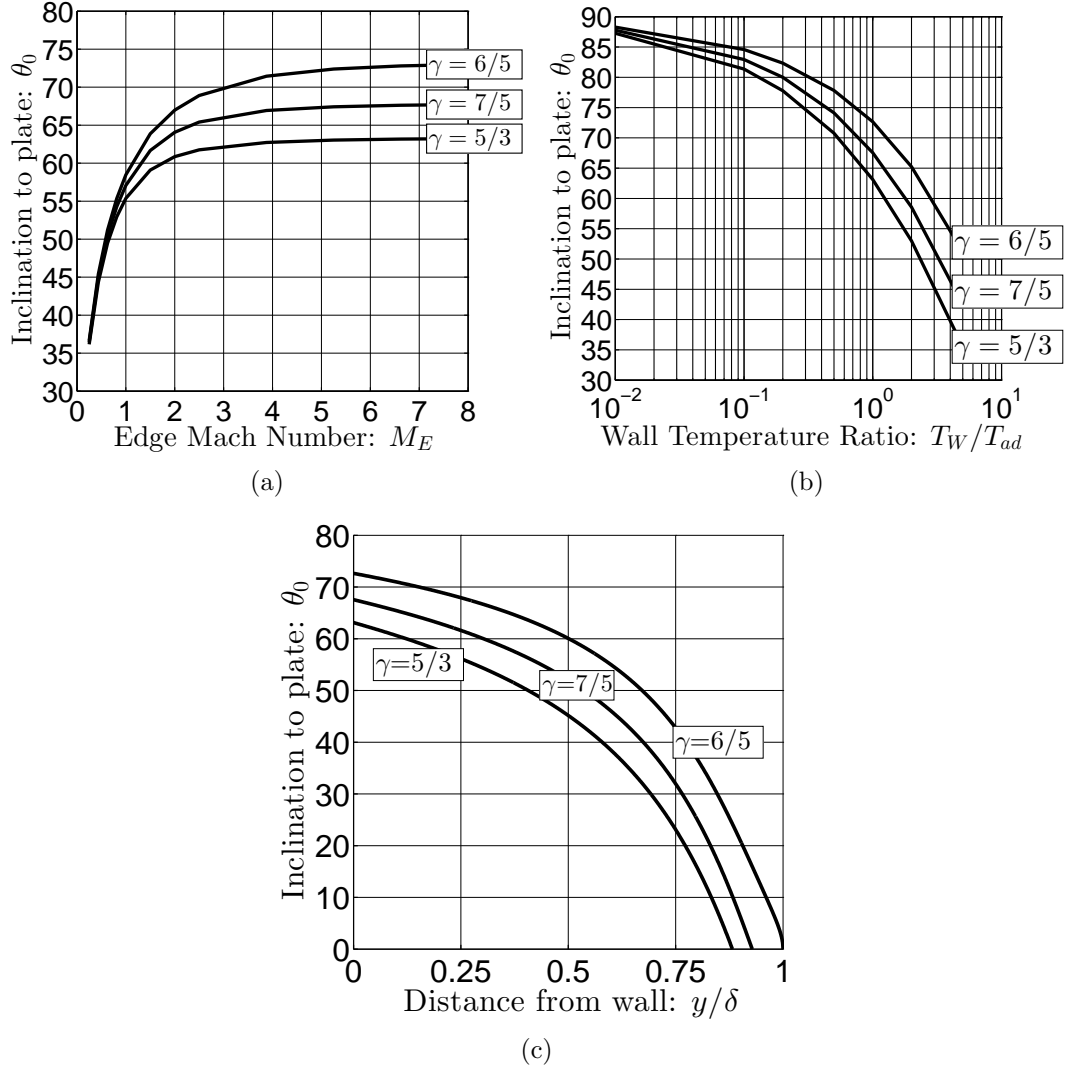 80
75
70
65
60
55
50
45
40
35
30
0 1 2 3 4 5 6 7 8
Inclination to plate: θ₀
Edge Mach Number: M_E
γ = 6/5
γ = 7/5
γ = 5/3
(a)
90
85
80
75
70
65
60
55
50
45
40
35
30
10⁻² 10⁻¹ 10⁰ 10¹
Inclination to plate: θ₀
Wall Temperature Ratio: T_W/T_ad
γ = 6/5
γ = 7/5
γ = 5/3
(b)
80
70
60
50
40
30
20
10
0
0 0.25 0.5 0.75 1
Inclination to plate: θ₀
Distance from wall: y/δ
γ=5/3
γ=7/5
γ=6/5
(c)